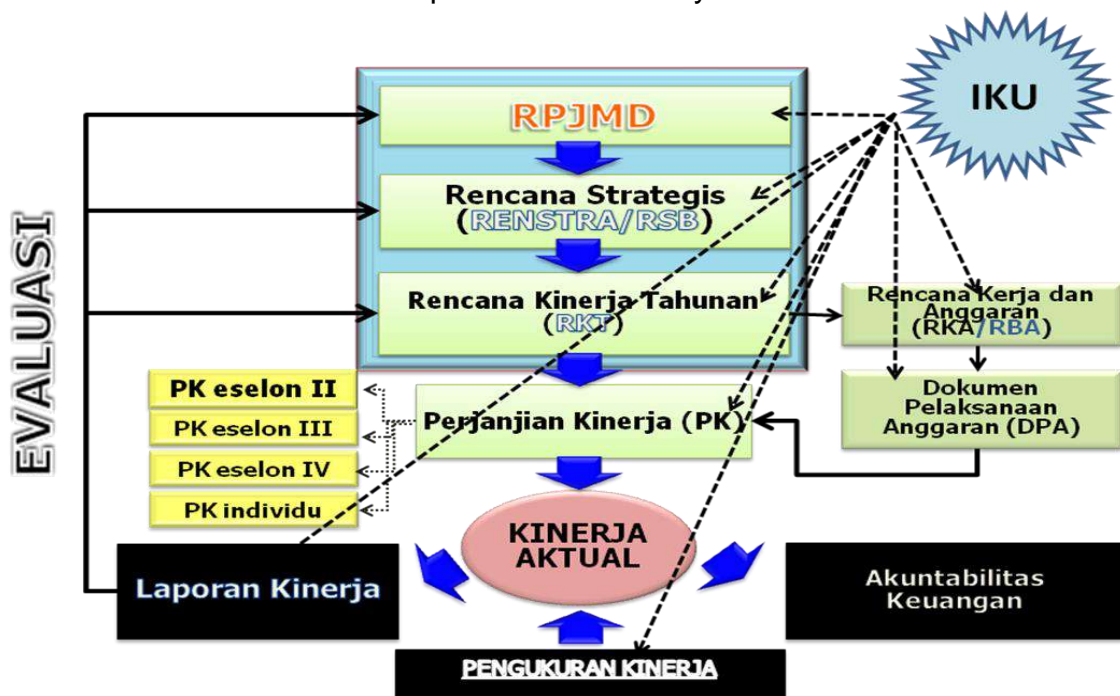 IKU
RPJMD
Rencana Strategis
(RENSTRA/RSB)
Rencana Kinerja Tahunan
(RKT)
Rencana Kerja dan
Anggaran
(RKA/RBA)
EVALUASI
PK eselon II
PK eselon III
PK eselon IV
PK individu
Perjanjian Kinerja (PK)
Dokumen
Pelaksanaan
Anggaran (DPA)
KINERJA
AKTUAL
Laporan Kinerja
Akuntabilitas
Keuangan
PENGUKURAN KINERJA